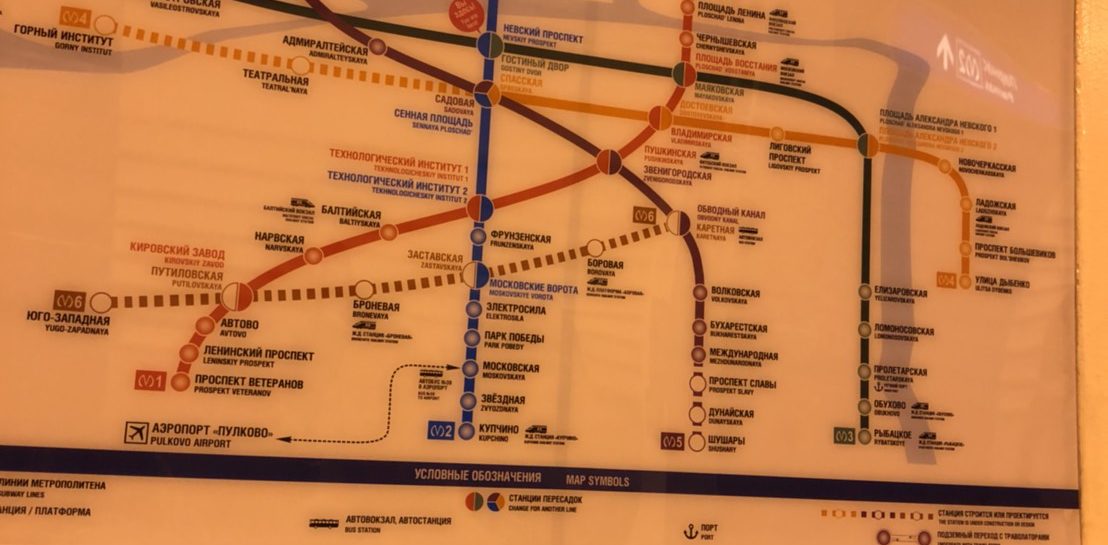 VASILEOSTROVSKAYA
ВЫ
ЗДЕСЬ!
You are
here!
4
ГОРНЫЙ ИНСТИТУТ
GORNY INSTITUT
ТЕАТРАЛЬНАЯ
TEATRAL'NAYA
АДМИРАЛТЕЙСКАЯ
ADMIRALTEYSKAYA
НЕВСКИЙ ПРОСПЕКТ
NEVSKIY PROSPEKT
ГОСТИНЫЙ ДВОР
GOSTINY DVOR
СПАССКАЯ
SPASSKAYA
САДОВАЯ
SADOVAYA
СЕННАЯ ПЛОЩАДЬ
SENNAYA PLOSCHAD'
ПЛОЩАДЬ ЛЕНИНА
PLOSCHAD' LENINA
ЧЕРНЫШЕВСКАЯ
CHERNYSHEVSKAYA
ПЛОЩАДЬ ВОССТАНИЯ
PLOSCHAD' VOSSTANIYA
МАЯКОВСКАЯ
MAYAKOVSKAYA
ДОСТОЕВСКАЯ
DOSTOEVSKAYA
ВЛАДИМИРСКАЯ
VLADIMIRSKAYA
ПУШКИНСКАЯ
PUSHKINSKAYA
ЗВЕНИГОРОДСКАЯ
ZVENIGORODSKAYA
ЛИГОВСКИЙ
ПРОСПЕКТ
LIGOVSKIY PROSPEKT
ПЛОЩАДЬ АЛЕКСАНДРА НЕВСКОГО 1
PLOSCHAD' ALEKSANDRA NEVSKOGO 1
ПЛОЩАДЬ АЛЕКСАНДРА НЕВСКОГО 2
PLOSCHAD' ALEKSANDRA NEVSKOGO 2
НОВОЧЕРКАССКАЯ
NOVOCHERKASSKAYA
ЛАДОЖСКАЯ
LADOZHSKAYA
ПРОСПЕКТ БОЛЬШЕВИКОВ
PROSPEKT BOL'SHEVIKOV
4
УЛИЦА ДЫБЕНКО
ULITSA DYBENKO
ТЕХНОЛОГИЧЕСКИЙ ИНСТИТУТ 1
TEKHNOLOGICHESKIY INSTITUT 1
ТЕХНОЛОГИЧЕСКИЙ ИНСТИТУТ 2
TEKHNOLOGICHESKIY INSTITUT 2
БАЛТИЙСКАЯ
BALTIYSKAYA
НАРВСКАЯ
NARVSKAYA
КИРОВСКИЙ ЗАВОД
KIROVSKIY ZAVOD
ПУТИЛОВСКАЯ
PUTILOVSKAYA
6
ЮГО-ЗАПАДНАЯ
YUGO-ZAPADNAYA
БРОНЕВАЯ
BRONEVAYA
ЗАСТАВСКАЯ
ZASTAVSKAYA
БОРОВАЯ
BOROVAYA
6
ОБВОДНЫЙ КАНАЛ
OBVODNY KANAL
КАРЕТНАЯ
KARETNAYA
ФРУНЗЕНСКАЯ
FRUNZENSKAYA
МОСКОВСКИЕ ВОРОТА
MOSKOVSKIYE VOROTA
ЭЛЕКТРОСИЛА
ELEKTROSILA
ПАРК ПОБЕДЫ
PARK POBEDY
МОСКОВСКАЯ
MOSKOVSKAYA
ЗВЁЗДНАЯ
ZVYOZDNAYA
2
КУПЧИНО
KUPCHINO
АВТОВО
AVTOVO
ЛЕНИНСКИЙ ПРОСПЕКТ
LENINSKIY PROSPEKT
1
ПРОСПЕКТ ВЕТЕРАНОВ
PROSPEKT VETERANOV
АЭРОПОРТ «ПУЛКОВО»
PULKOVO AIRPORT
ВОЛКОВСКАЯ
VOLKOVSKAYA
БУХАРЕСТСКАЯ
BUKHARESTSKAYA
МЕЖДУНАРОДНАЯ
MEZHDUNARODNAYA
ПРОСПЕКТ СЛАВЫ
PROSPEKT SLAVY
ДУНАЙСКАЯ
DUNAYSKAYA
5
ШУШАРЫ
SHUSHARY
ЕЛИЗАРОВСКАЯ
YELIZAROVSKAYA
ЛОМОНОСОВСКАЯ
LOMONOSOVSKAYA
ПРОЛЕТАРСКАЯ
PROLETARSKAYA
ОБУХОВО
OBUKHOVO
3
РЫБАЦКОЕ
RYBATSKOYE
УСЛОВНЫЕ ОБОЗНАЧЕНИЯ MAP SYMBOLS
ЛИНИИ МЕТРОПОЛИТЕНА
SUBWAY LINES
АНЦИЯ / ПЛАТФОРМА
АВТОВОКЗАЛ, АВТОСТАНЦИЯ
BUS STATION
СТАНЦИИ ПЕРЕСАДОК
CHANGE FOR ANOTHER LINE
ПОРТ
PORT
СТАНЦИЯ СТРОИТСЯ ИЛИ ПРОЕКТИРУЕТСЯ
THE STATION IS UNDER CONSTRUCTION OR DESIGN
ПОДЗЕМНЫЙ ПЕРЕХОД С ТРАВОЛАТОРАМИ